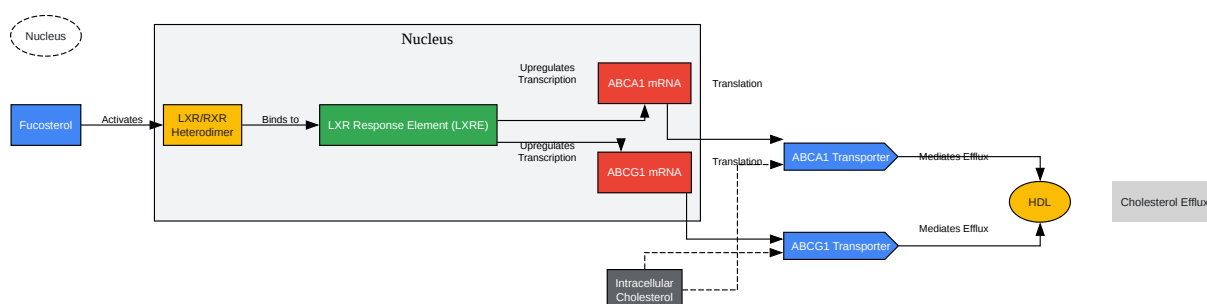 Nucleus
Nucleus
Upregulates
Transcription
ABCA1 mRNA
Translation
Fucosterol
Activates
LXR/RXR
Heterodimer
Binds to
LXR Response Element (LXRE)
Upregulates
Transcription
ABCG1 mRNA
Translation
ABCA1 Transporter
Mediates Efflux
HDL
Cholesterol Efflux
ABCG1 Transporter
Mediates Efflux
Intracellular
Cholesterol